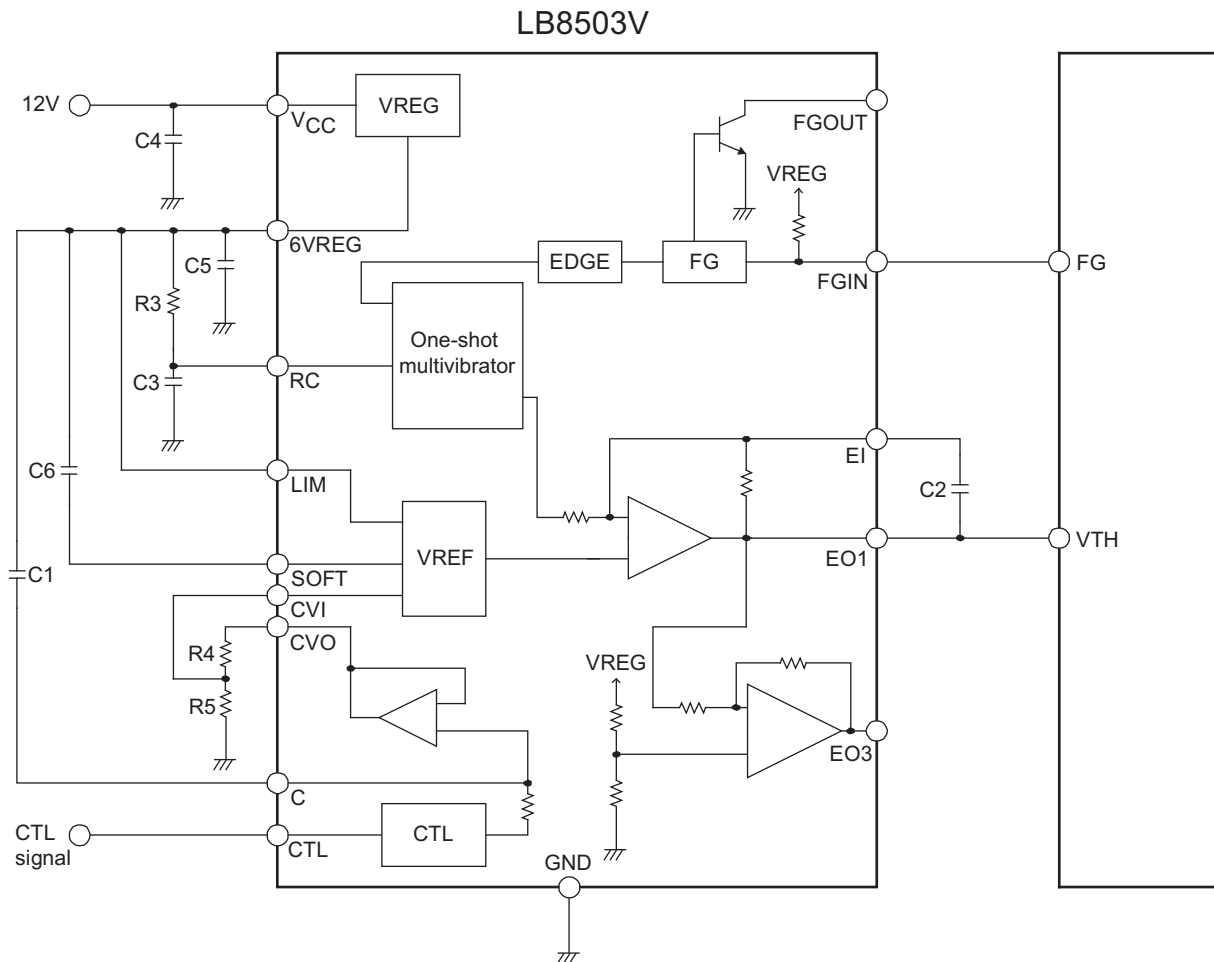 LB8503V
12V
VCC
VREG
C4
FGOUT
VREG
6VREG
C5
EDGE
FG
FGIN
FG
R3
One-shot
multivibrator
RC
C3
EI
C6
LIM
C2
VREF
EO1
VTH
C1
SOFT
CVI
CVO
R4
VREG
R5
EO3
C
CTL
signal
CTL
CTL
GND